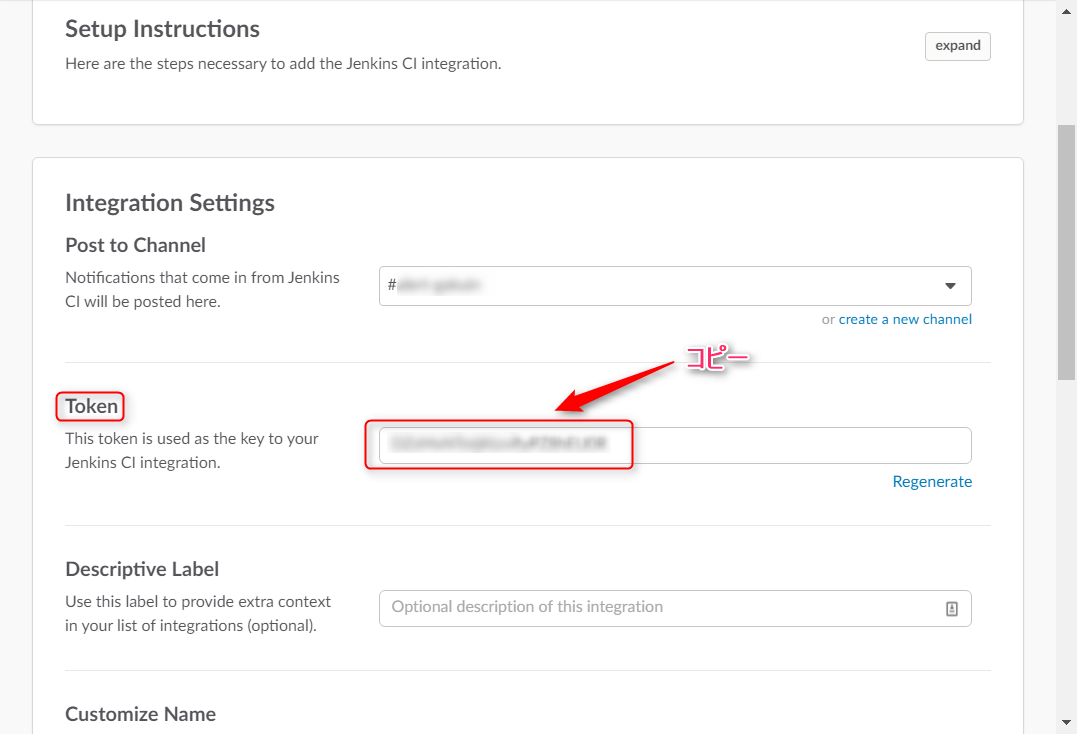 Setup Instructions
expand
Here are the steps necessary to add the Jenkins CI integration.
Integration Settings
Post to Channel
Notifications that come in from Jenkins
CI will be posted here.
#
or create a new channel
コピー
Token
This token is used as the key to your
Jenkins CI integration.
Regenerate
Descriptive Label
Use this label to provide extra context
in your list of integrations (optional).
Optional description of this integration
Customize Name